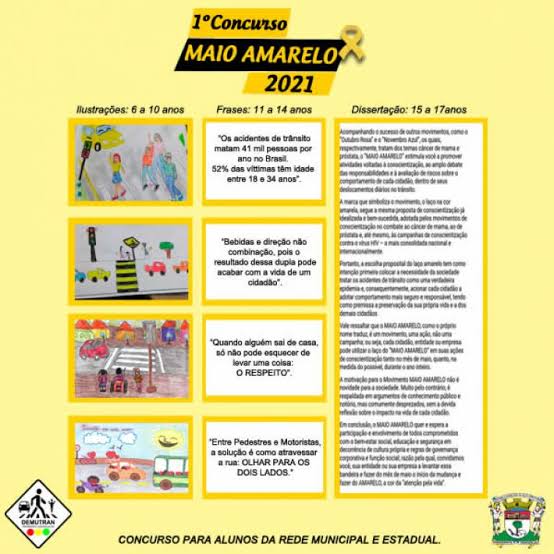 1º Concurso
MAIO AMARELO
2021
Ilustrações: 6 a 10 anos
Frases: 11 a 14 anos
Dissertação: 15 a 17anos
"Os acidentes de trânsito
matam 41 mil pessoas por
ano no Brasil.
52% das víttimas têm idade
entre 18 e 34 anos".
"Bebidas e direção não
combinação, pois o
resultado dessa dupla pode
acabar com a vida de um
cidadão".
"Quando alguém sai de casa,
só não pode esquecer de
levar uma coisa:
O RESPEITO".
"Entre Pedestres e Motoristas,
a solução é como atravessar
a rua: OLHAR PARA OS
DOIS LADOS."
Acompanhando o sucesso de outros movimentos, como o
"Outubro Rosa" e o "Novembro Azul", os quais,
respectivamente, tratam dos temas câncer de mama e
próstata, o "MAIO AMARELO" estimula você a promover
atividades voltadas à conscientização, ao amplo debate
das responsabilidades e à avaliação de riscos sobre o
comportamento de cada cidadão, dentro de seus
deslocamentos diários no trânsito.
A marca que simboliza o movimento, o laço na cor
amarela, segue a mesma proposta de conscientização já
idealizada e bem-sucedida, adotada pelos movimentos de
conscientização no combate ao câncer de mama, ao de
próstata e, até mesmo, às campanhas de conscientização
contra o vírus HIV – a mais consolidada nacional e
internacionalmente.
Portanto, a escolha proposital do laço amarelo tem como
intenção primeira colocar a necessidade da sociedade
tratar os acidentes de trânsito como uma verdadeira
epidemia e, consequentemente, acionar cada cidadão a
adotar comportamento mais seguro e responsável, tendo
como premissa a preservação da sua própria vida e a dos
demais cidadãos.
Vale ressaltar que o MAIO AMARELO, como o próprio
nome traduz, é um movimento, uma ação, não uma
campanha; ou seja, cada cidadão, entidade ou empresa
pode utilizar o laço do "MAIO AMARELO" em suas ações
de conscientização tanto no mês de maio, quanto, na
medida do possível, durante o ano inteiro.
A motivação para o Movimento MAIO AMARELO não é
novidade para a sociedade. Muito pelo contrário, é
respaldada em argumentos de conhecimento público e
notório, mas comumente desprezados, sem a devida
reflexão sobre o impacto na vida de cada cidadão.
Em conclusão, o MAIO AMARELO quer e espera a
participação e envolvimento de todos comprometidos
com o bem-estar social, educação e segurança em
decorrência de cultura própria e regras de governança
corporativa e função social; razão pela qual, convidamos
você, sua entidade ou sua empresa a levantar essa
bandeira e fazer do mês de maio o início da mudança e
fazer do AMARELO, a cor da "atenção pela vida".
DEMUTRAN
CONCURSO PARA ALUNOS DA REDE MUNICIPAL E ESTADUAL.